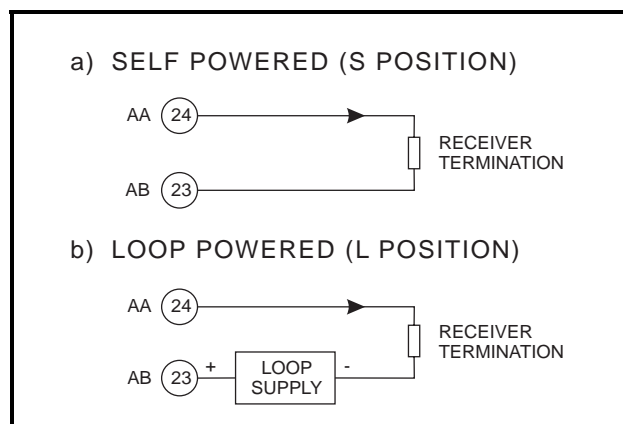 a) SELF POWERED (S POSITION)
AA 24
RECEIVER
TERMINATION
AB 23
b) LOOP POWERED (L POSITION)
AA 24
RECEIVER
TERMINATION
AB 23 + LOOP -
SUPPLY